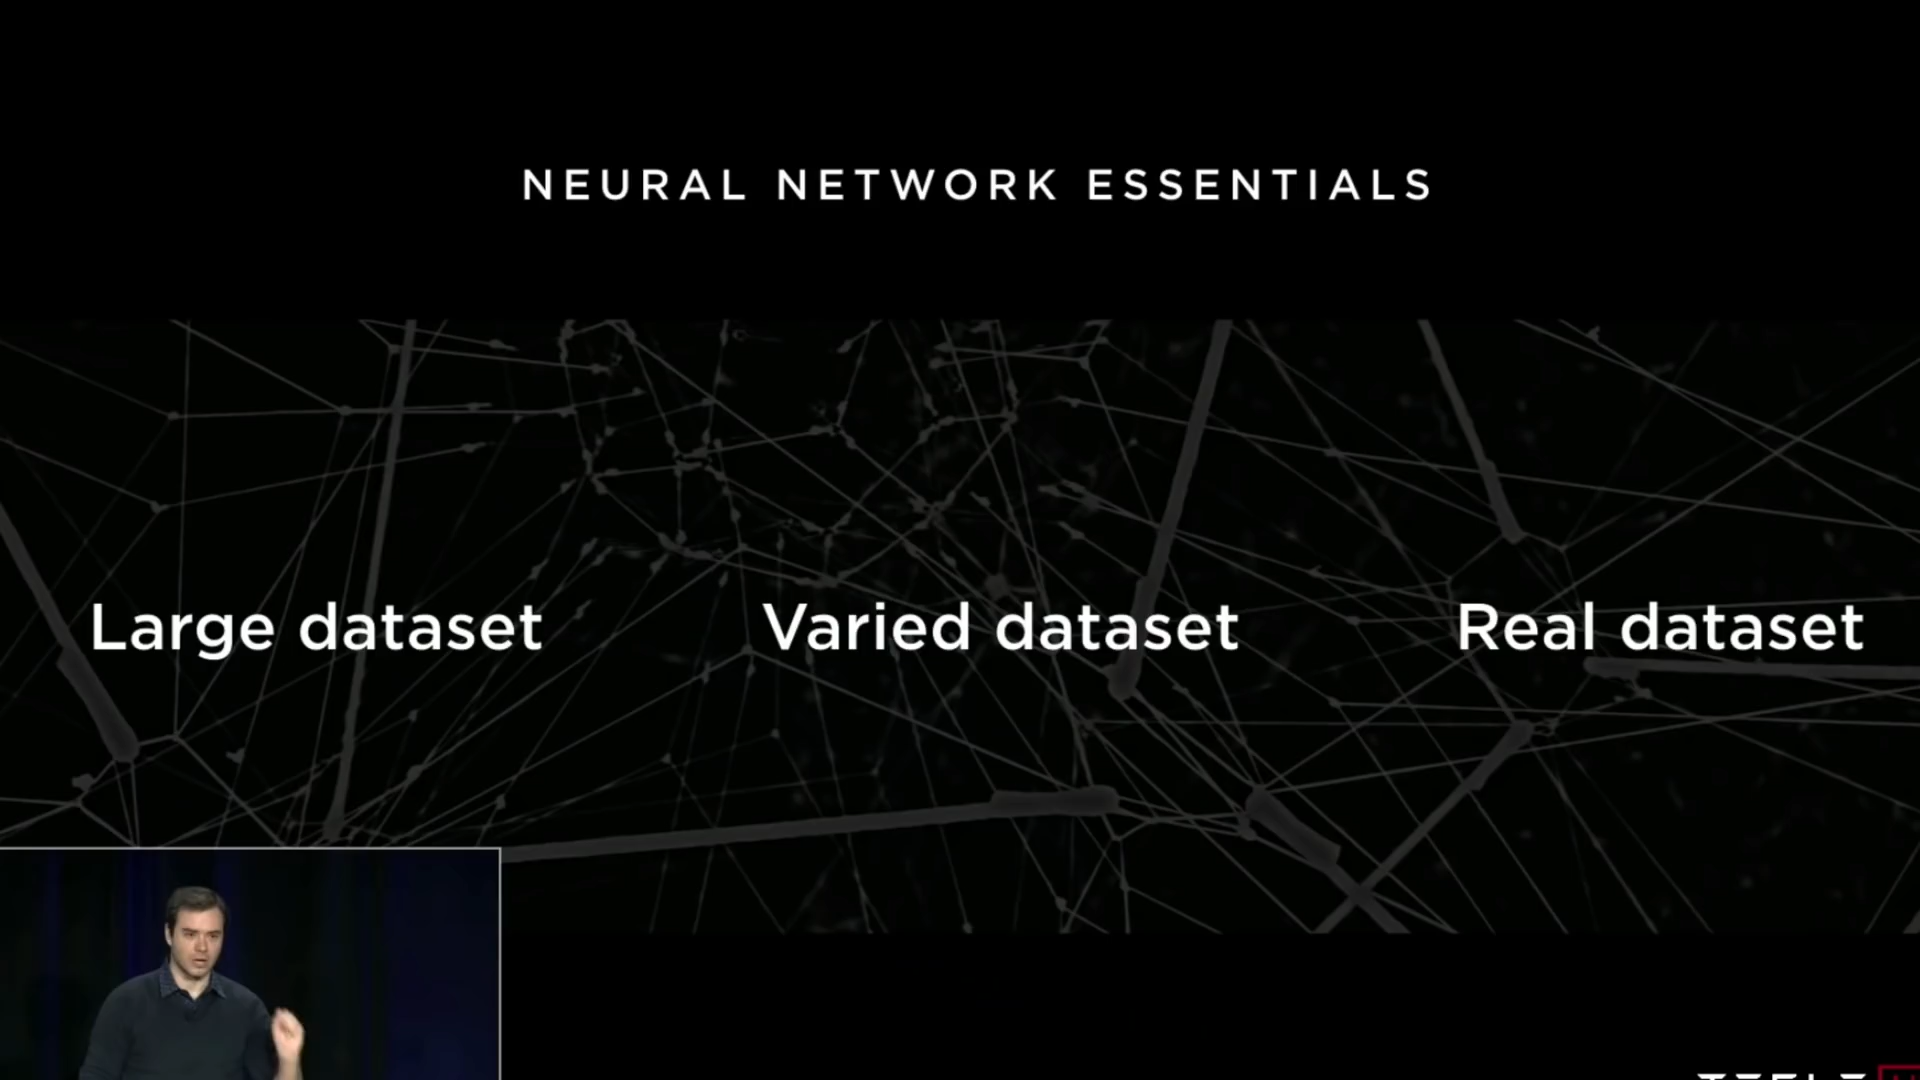 NEURAL NETWORK ESSENTIALS
Large dataset
Varied dataset
Real dataset